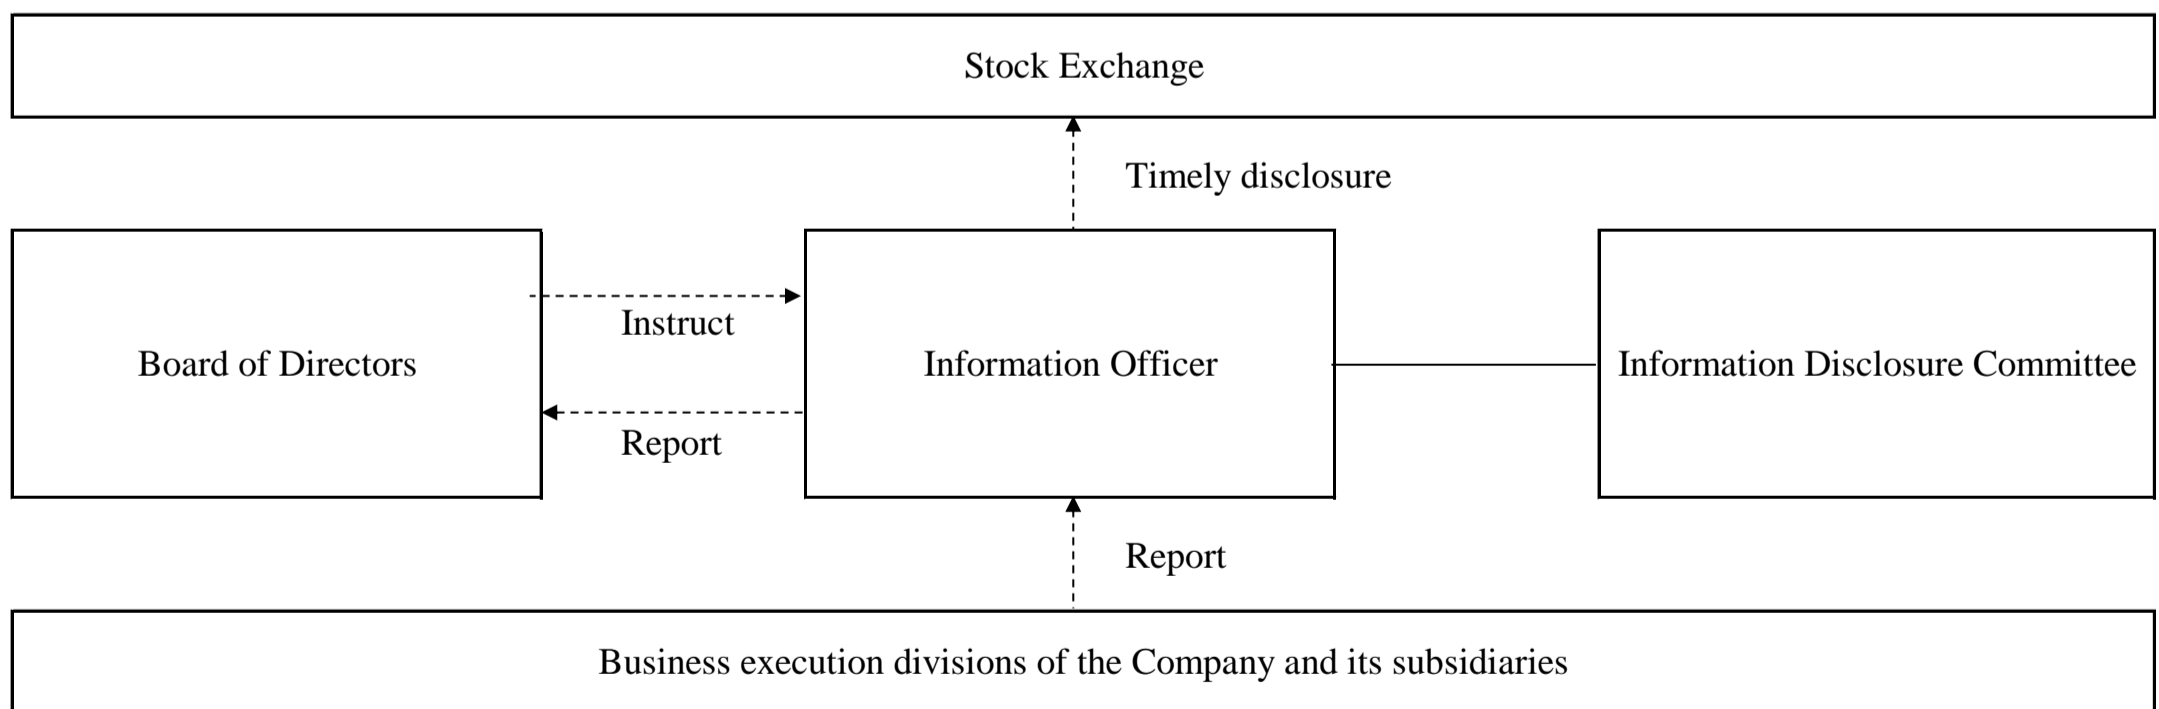 Stock Exchange
Timely disclosure
Instruct
Board of Directors
Information Officer
Information Disclosure Committee
Report
Report
Business execution divisions of the Company and its subsidiaries